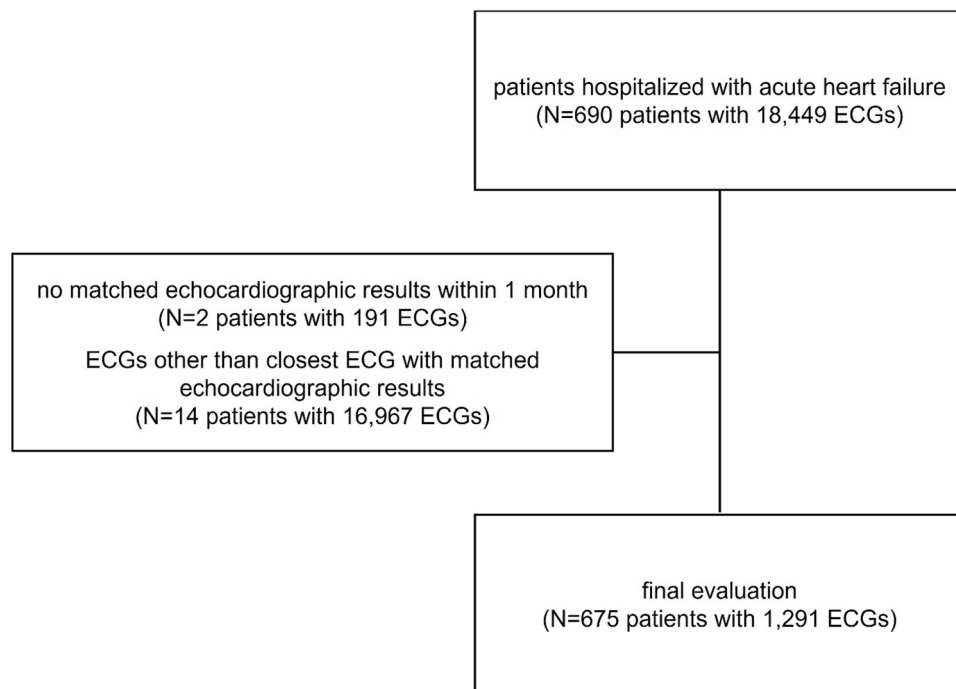 patients hospitalized with acute heart failure
(N=690 patients with 18,449 ECGs)
no matched echocardiographic results within 1 month
(N=2 patients with 191 ECGs)
ECGs other than closest ECG with matched
echocardiographic results
(N=14 patients with 16,967 ECGs)
final evaluation
(N=675 patients with 1,291 ECGs)